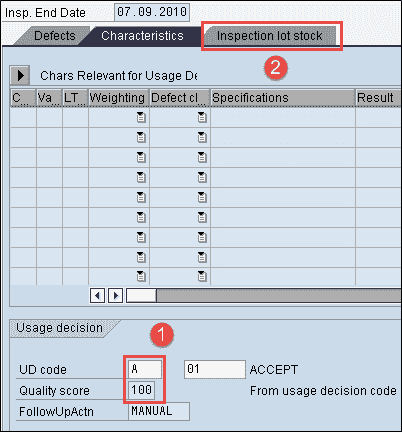 Insp. End Date 07.09.2010
Defects Characteristics Inspection lot stock
2
Chars Relevant for Usage De
C... Va... LT... Weighting Defect cl... Specifications Result
Usage decision
1
UD code A 01 ACCEPT
Quality score 100 From usage decision code
FollowUpActn MANUAL